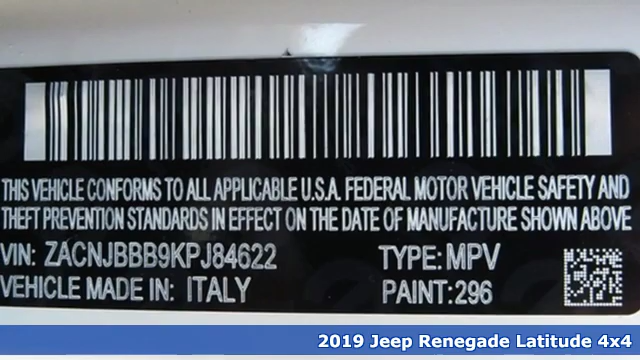 THIS VEHICLE CONFORMS TO ALL APPLICABLE U.S.A. FEDERAL MOTOR VEHICLE SAFETY AND
THEFT PREVENTION STANDARDS IN EFFECT ON THE DATE OF MANUFACTURE SHOWN ABOVE
VIN: ZACNJBBB9KPJ84622 TYPE: MPV
VEHICLE MADE IN: ITALY PAINT:296
2019 Jeep Renegade Latitude 4x4